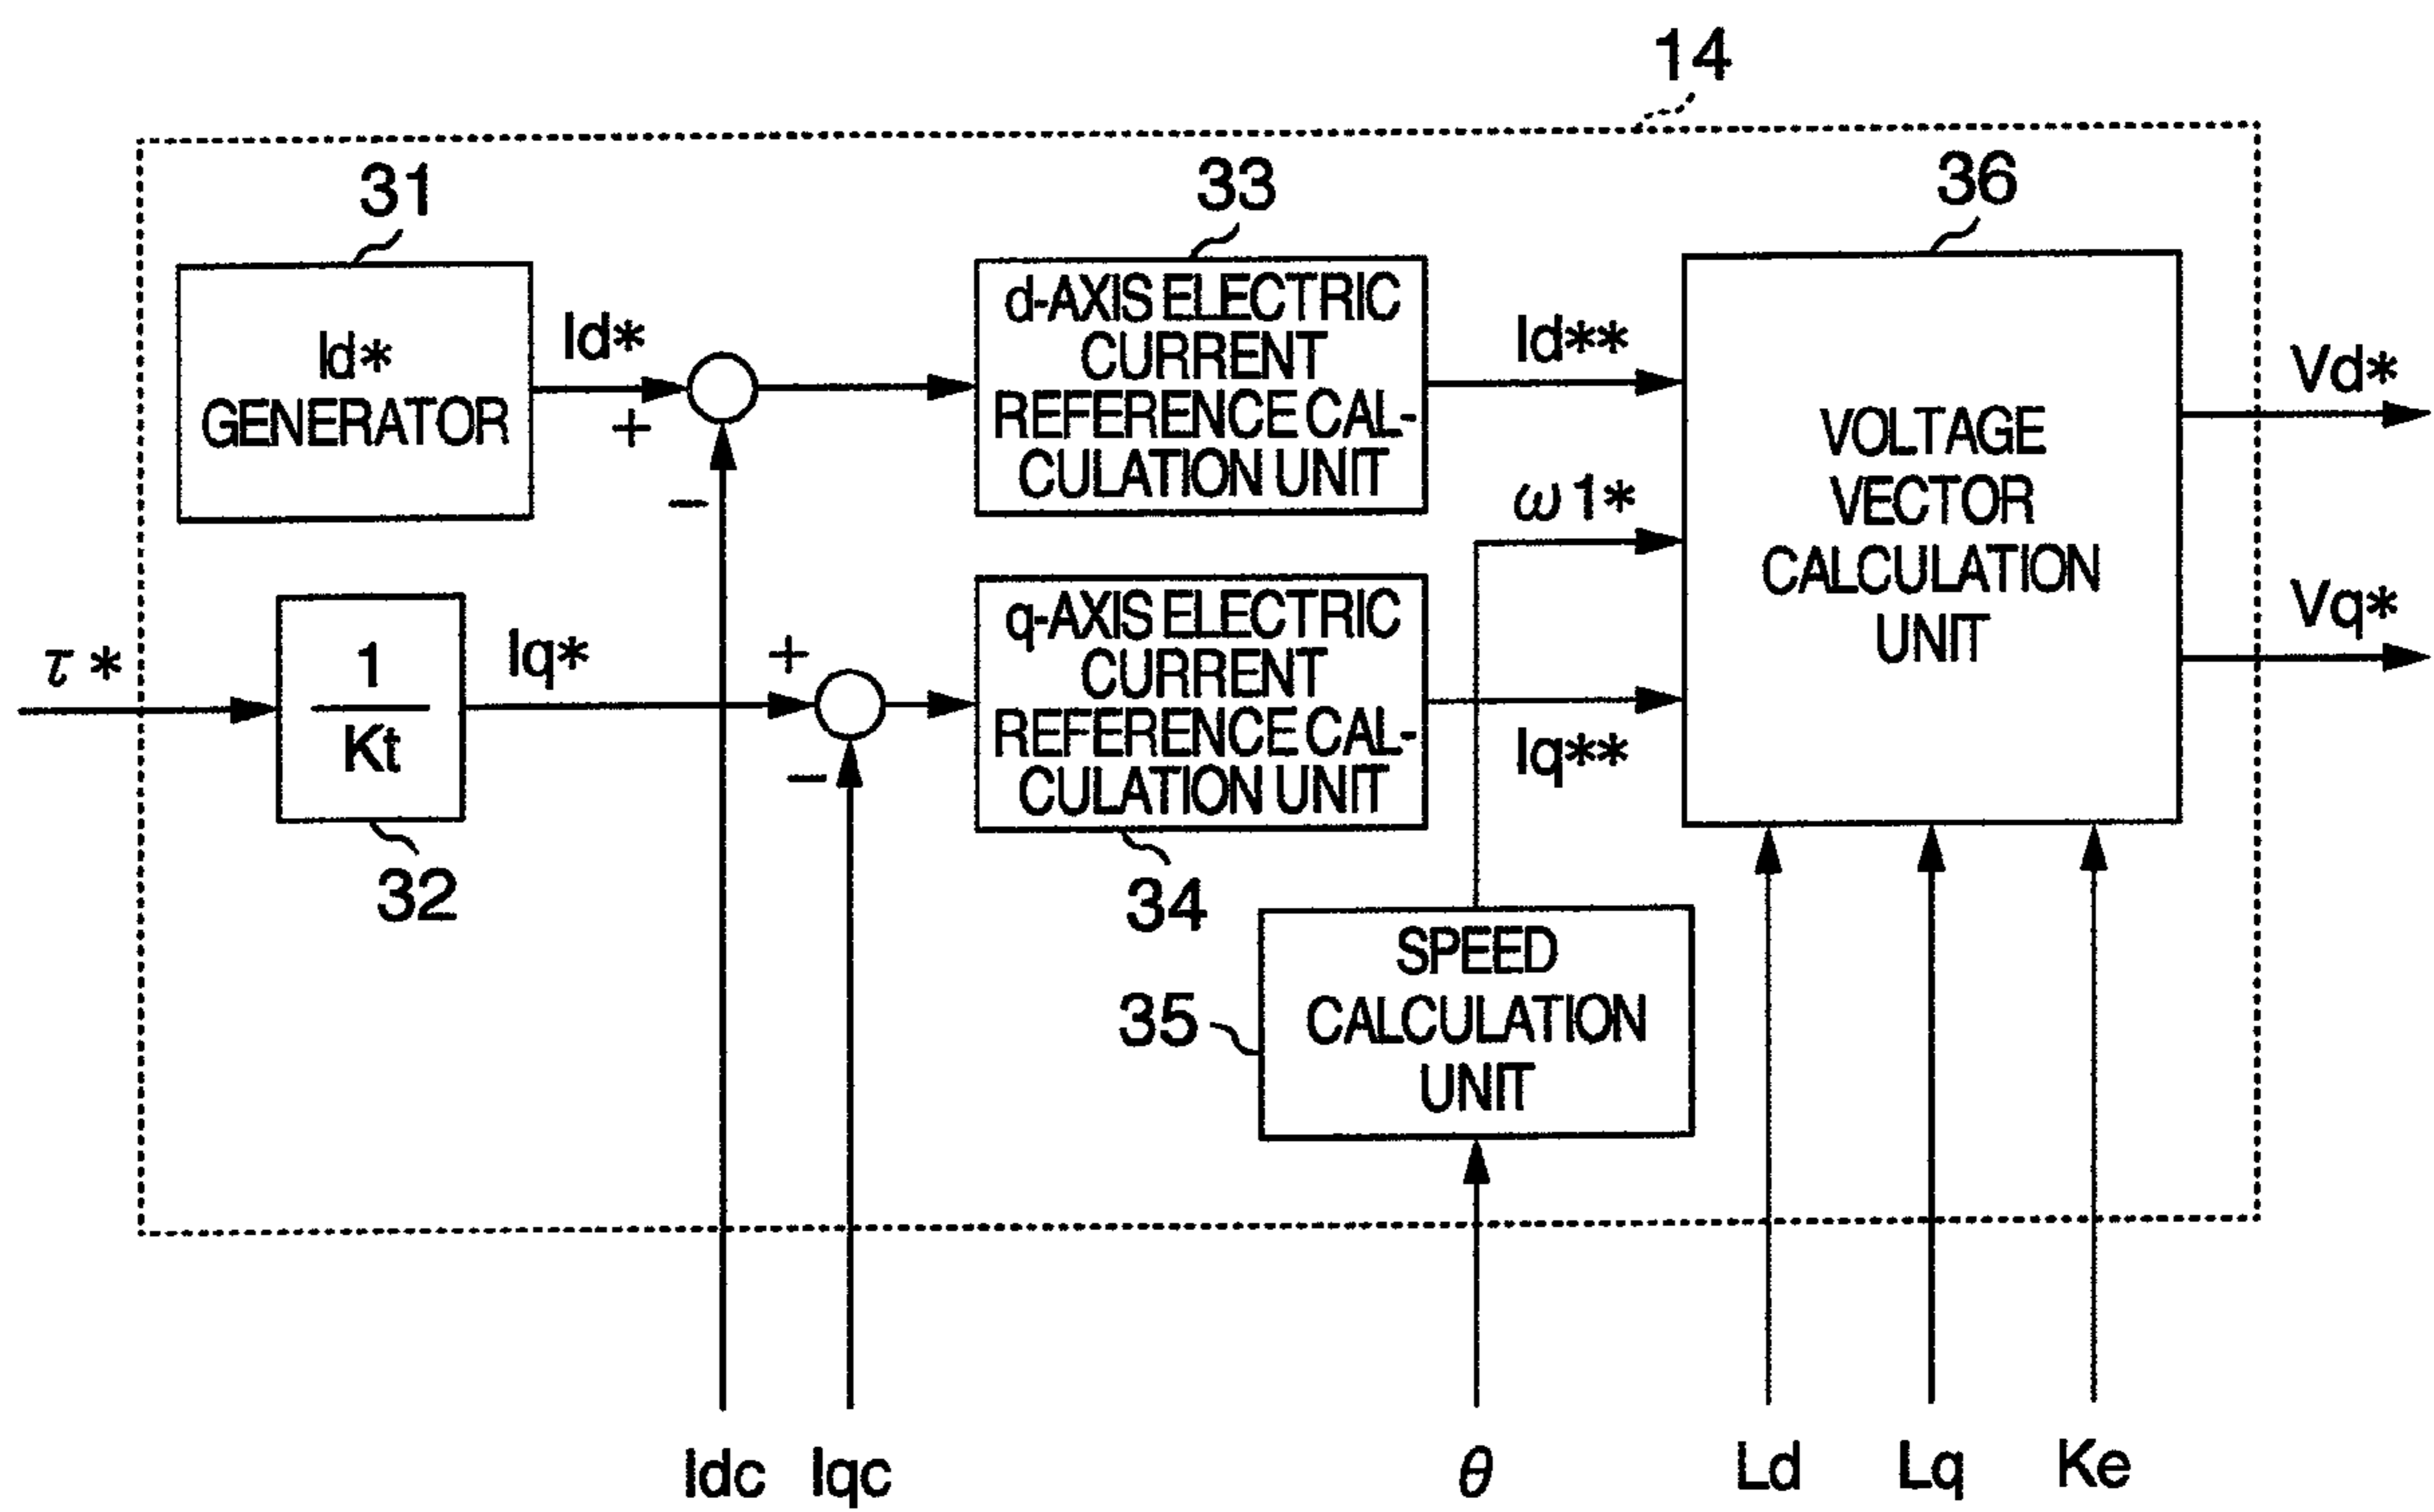 14
31
33
36
Id*
GENERATOR
Id*
+
−
d-AXIS ELECTRIC
CURRENT
REFERENCE CAL-
CULATION UNIT
Id**
ω1*
VOLTAGE
VECTOR
CALCULATION
UNIT
Vd*
Vq*
τ*
1
Kt
32
Iq*
+
−
q-AXIS ELECTRIC
CURRENT
REFERENCE CAL-
CULATION UNIT
34
Iq**
35
SPEED
CALCULATION
UNIT
Idc
Iqc
θ
Ld
Lq
Ke